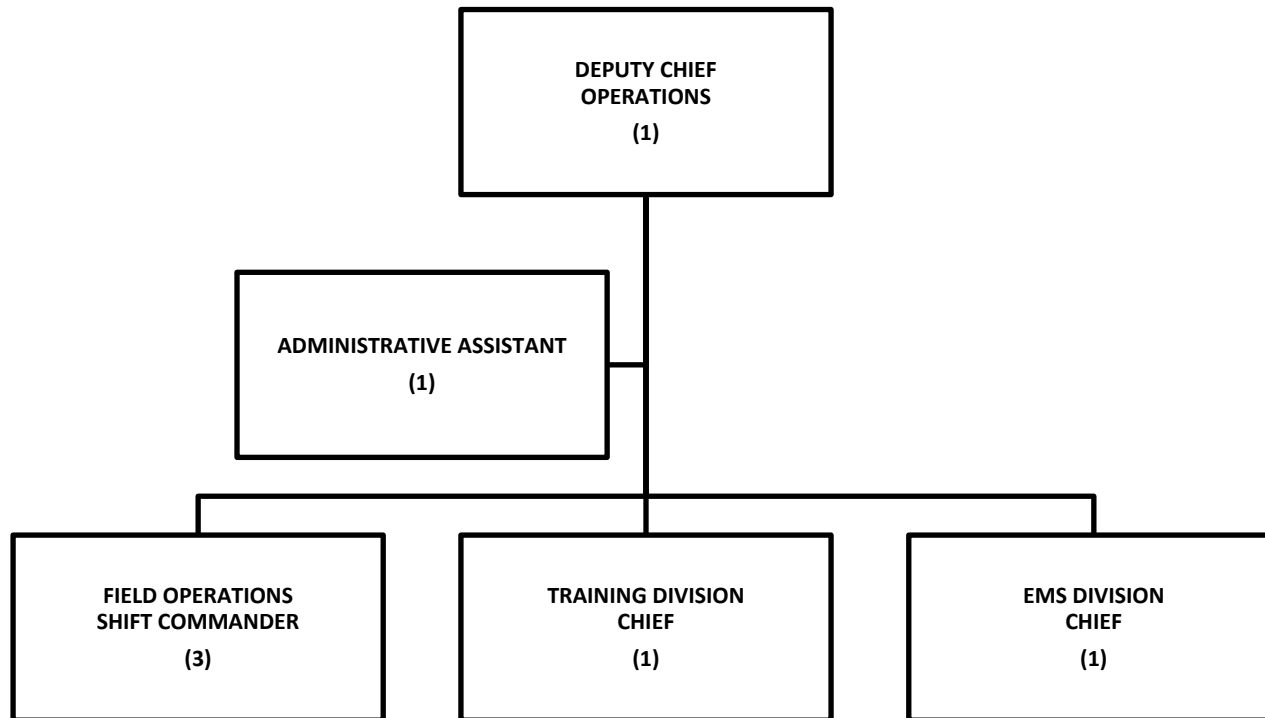 DEPUTY CHIEF
OPERATIONS
(1)
ADMINISTRATIVE ASSISTANT
(1)
FIELD OPERATIONS
SHIFT COMMANDER
(3)
TRAINING DIVISION
CHIEF
(1)
EMS DIVISION
CHIEF
(1)